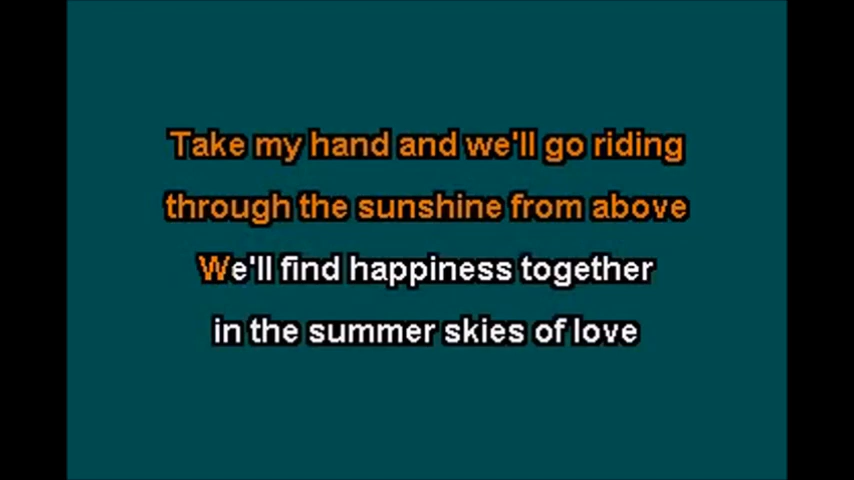 Take my hand and we'll go riding
through the sunshine from above
We'll find happiness together
in the summer skies of love